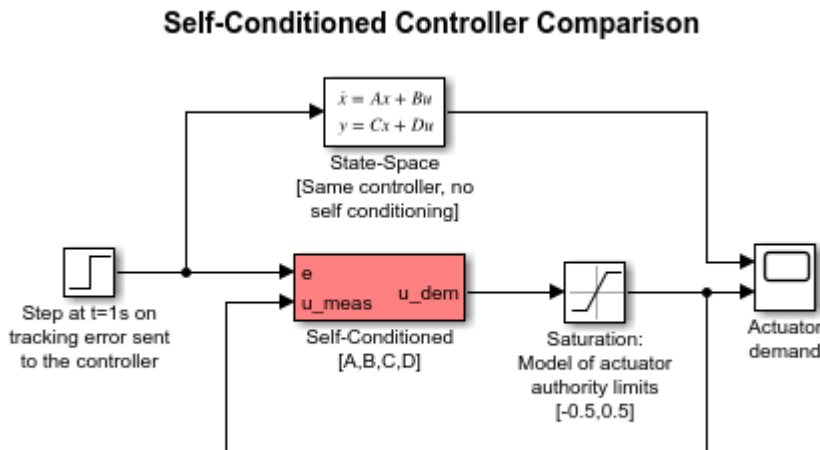 Self-Conditioned Controller Comparison
ẋ = Ax + Bu
y = Cx + Du
State-Space
[Same controller, no
self conditioning]
e
u_meas
u_dem
Step at t=1s on
tracking error sent
to the controller
Self-Conditioned
[A,B,C,D]
Saturation:
Model of actuator
authority limits
[-0.5,0.5]
Actuator
demand